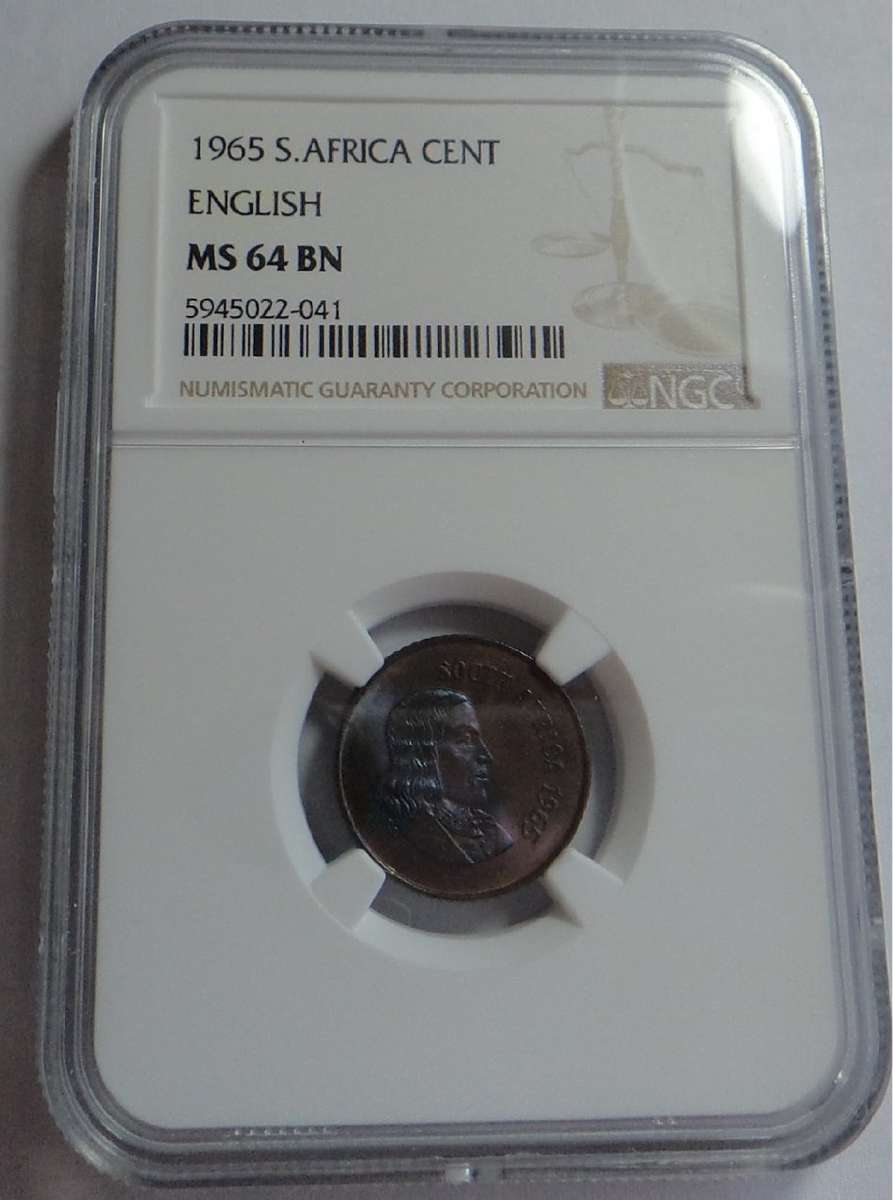 1965 S.AFRICA CENT
ENGLISH
MS 64 BN
5945022-041
NUMISMATIC GUARANTY CORPORATION NGC
SOUTH AFRICA 1965